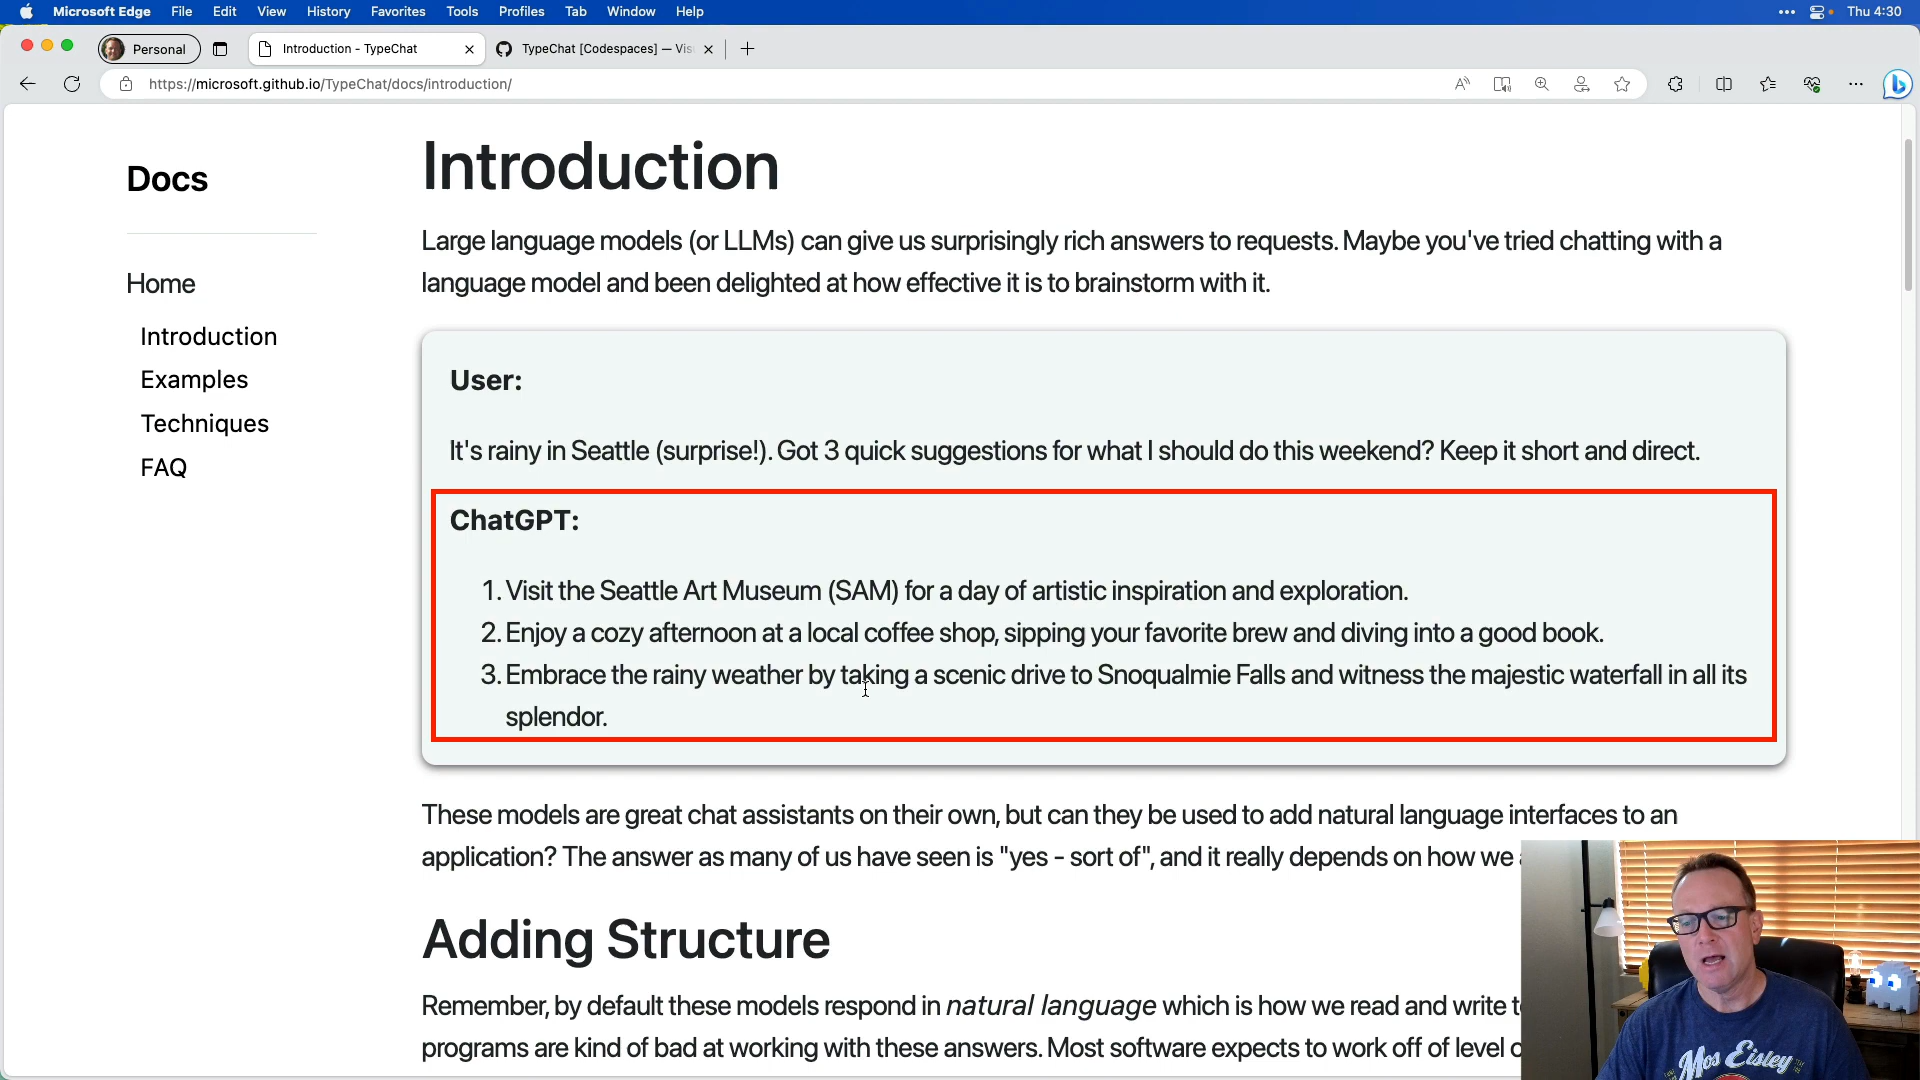 Microsoft Edge File Edit View History Favorites Tools Profiles Tab Window Help Thu 4:30
Personal Introduction - TypeChat TypeChat [Codespaces] — Vis
https://microsoft.github.io/TypeChat/docs/introduction/
Docs
Home
Introduction
Examples
Techniques
FAQ
Introduction
Large language models (or LLMs) can give us surprisingly rich answers to requests. Maybe you've tried chatting with a
language model and been delighted at how effective it is to brainstorm with it.
User:
It's rainy in Seattle (surprise!). Got 3 quick suggestions for what I should do this weekend? Keep it short and direct.
ChatGPT:
1. Visit the Seattle Art Museum (SAM) for a day of artistic inspiration and exploration.
2. Enjoy a cozy afternoon at a local coffee shop, sipping your favorite brew and diving into a good book.
3. Embrace the rainy weather by taking a scenic drive to Snoqualmie Falls and witness the majestic waterfall in all its
splendor.
These models are great chat assistants on their own, but can they be used to add natural language interfaces to an
application? The answer as many of us have seen is "yes - sort of", and it really depends on how we
Adding Structure
Remember, by default these models respond in natural language which is how we read and write
programs are kind of bad at working with these answers. Most software expects to work off of level
Mos Eisley